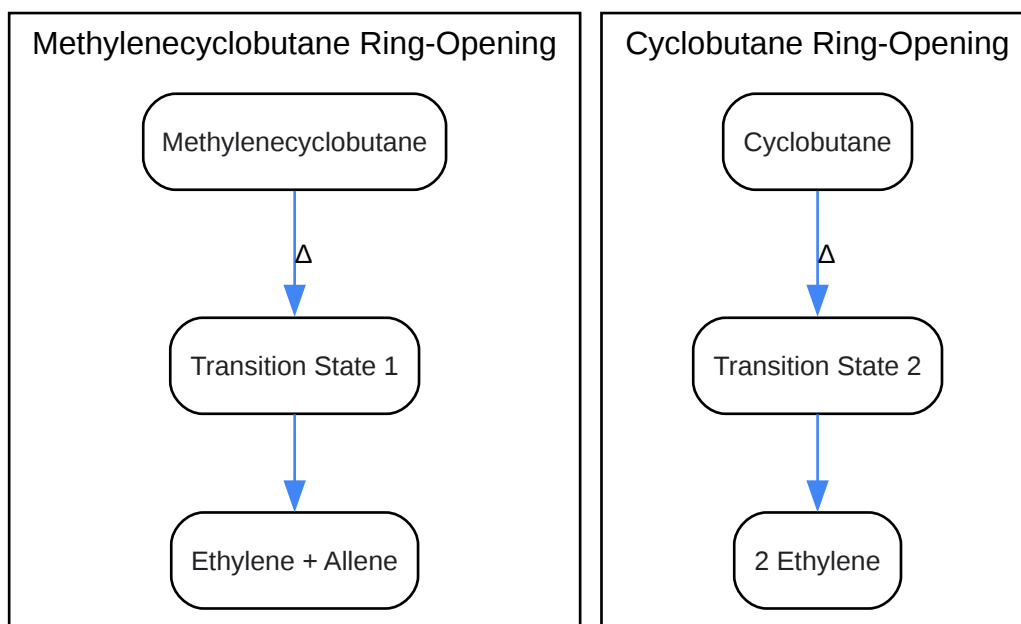 Methylenecyclobutane Ring-Opening
Methylenecyclobutane
Δ
Transition State 1
Ethylene + Allene
Cyclobutane Ring-Opening
Cyclobutane
Δ
Transition State 2
2 Ethylene